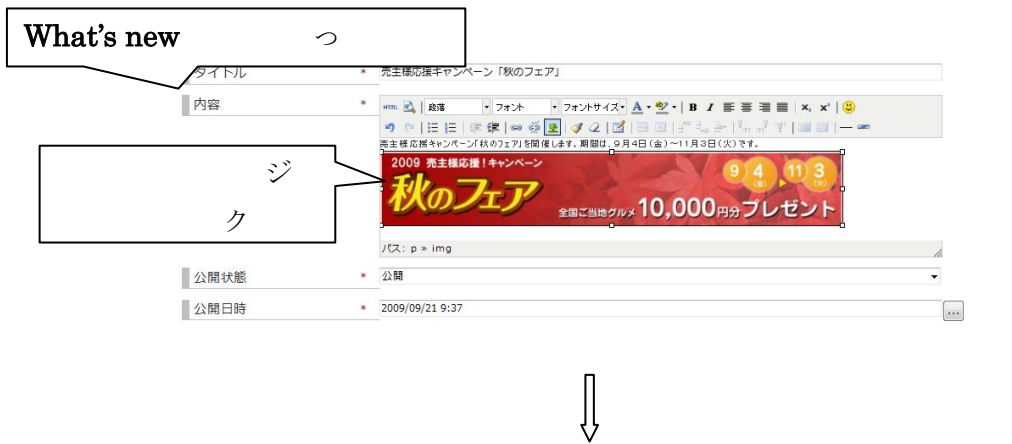 What's new　　　っ
タイトル * 売主様応援キャンペーン「秋のフェア」
内容 *
HTML 段落 フォント フォントサイズ A ab B I x, x'
売主様応援キャンペーン「秋のフェア」を開催します。期間は、9月4日(金)～11月3日(火)です。
ジ
ク
2009 売主様応援！キャンペーン
秋のフェア
9/4(金) ▶ 11/3(火)
全国ご当地グルメ 10,000円分プレゼント
パス: p » img
公開状態 * 公開
公開日時 * 2009/09/21 9:37 ...